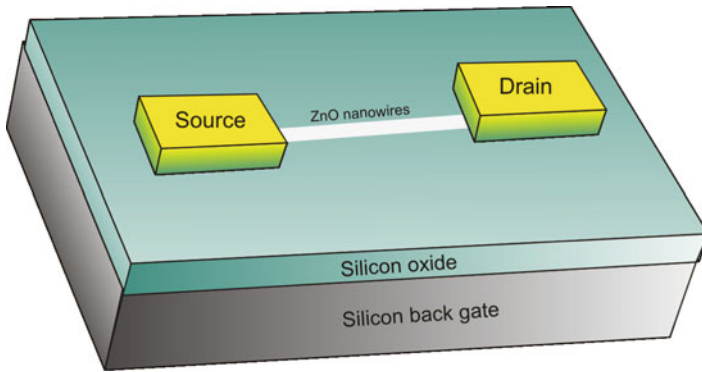 Source
ZnO nanowires
Drain
Silicon oxide
Silicon back gate